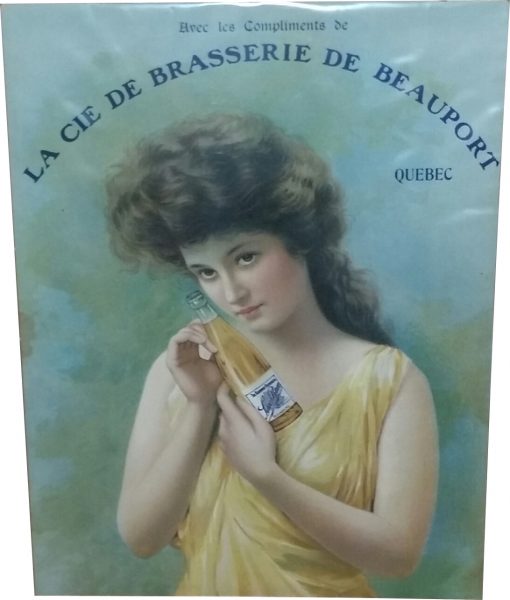 Avec les Compliments de
LA CIE DE BRASSERIE DE BEAUPORT
QUEBEC